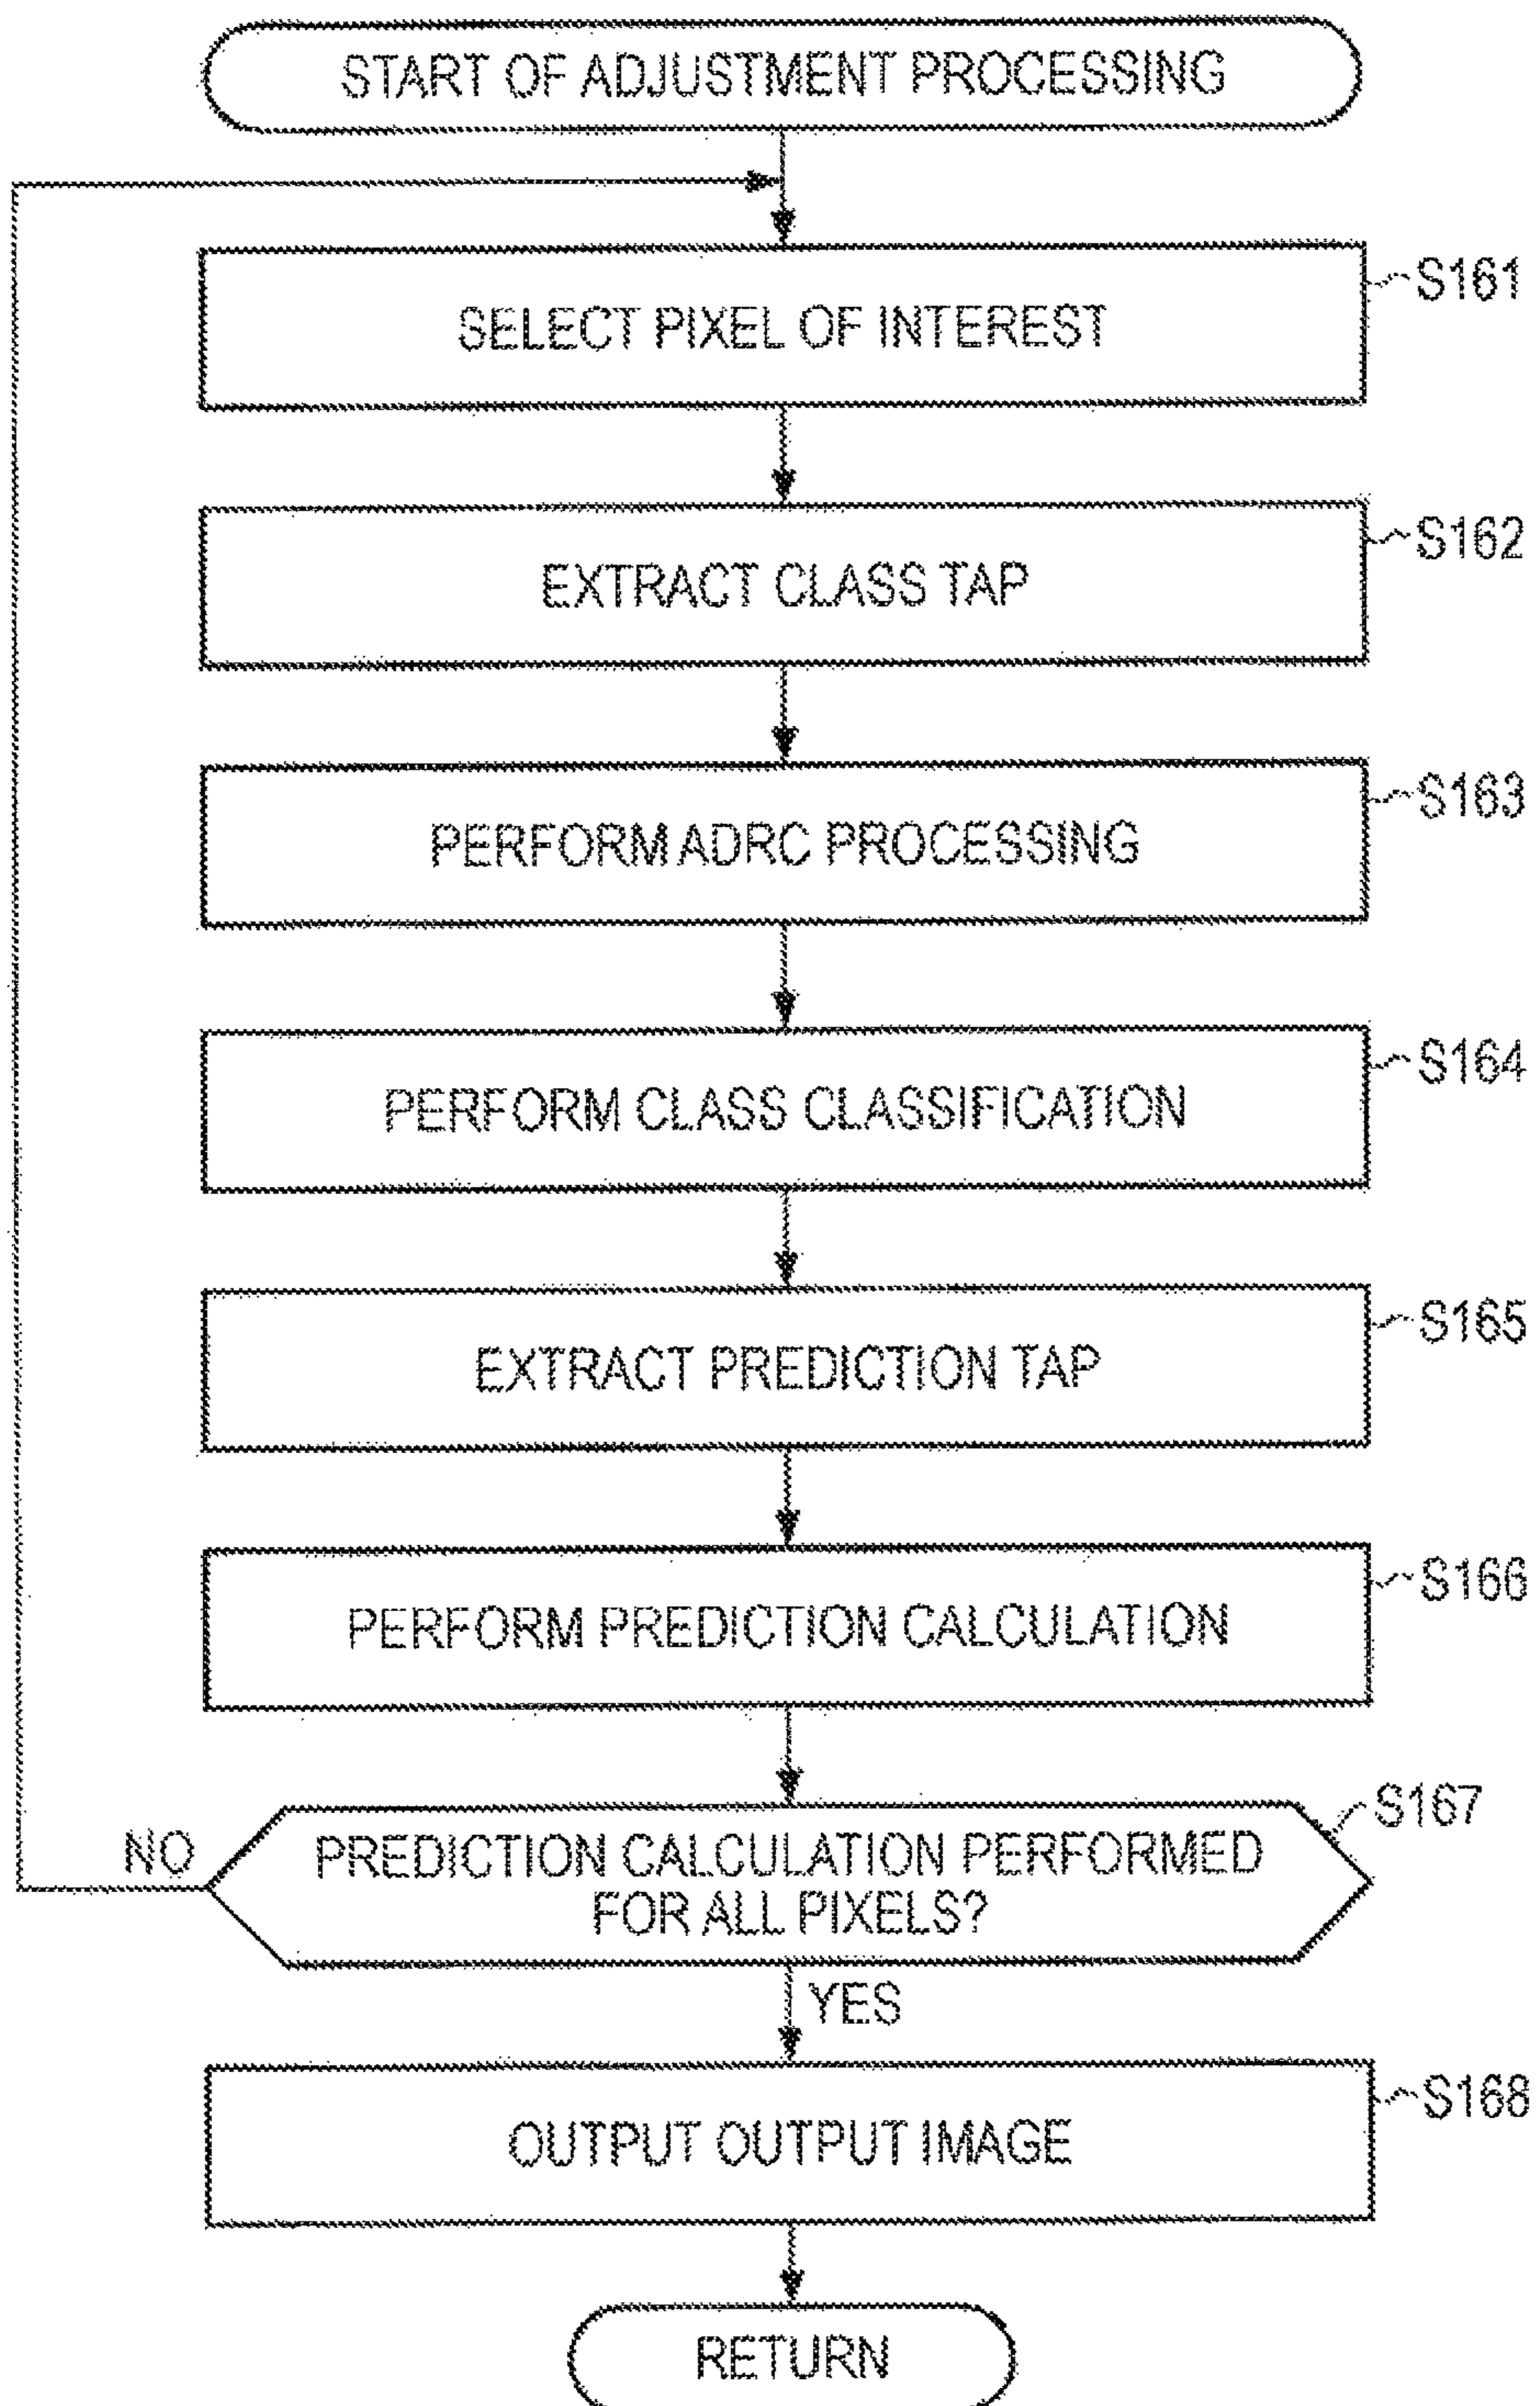 START OF ADJUSTMENT PROCESSING
SELECT PIXEL OF INTEREST
S161
EXTRACT CLASS TAP
S162
PERFORM ADRC PROCESSING
S163
PERFORM CLASS CLASSIFICATION
S164
EXTRACT PREDICTION TAP
S165
PERFORM PREDICTION CALCULATION
S166
PREDICTION CALCULATION PERFORMED
FOR ALL PIXELS?
S167
NO
YES
OUTPUT OUTPUT IMAGE
S168
RETURN